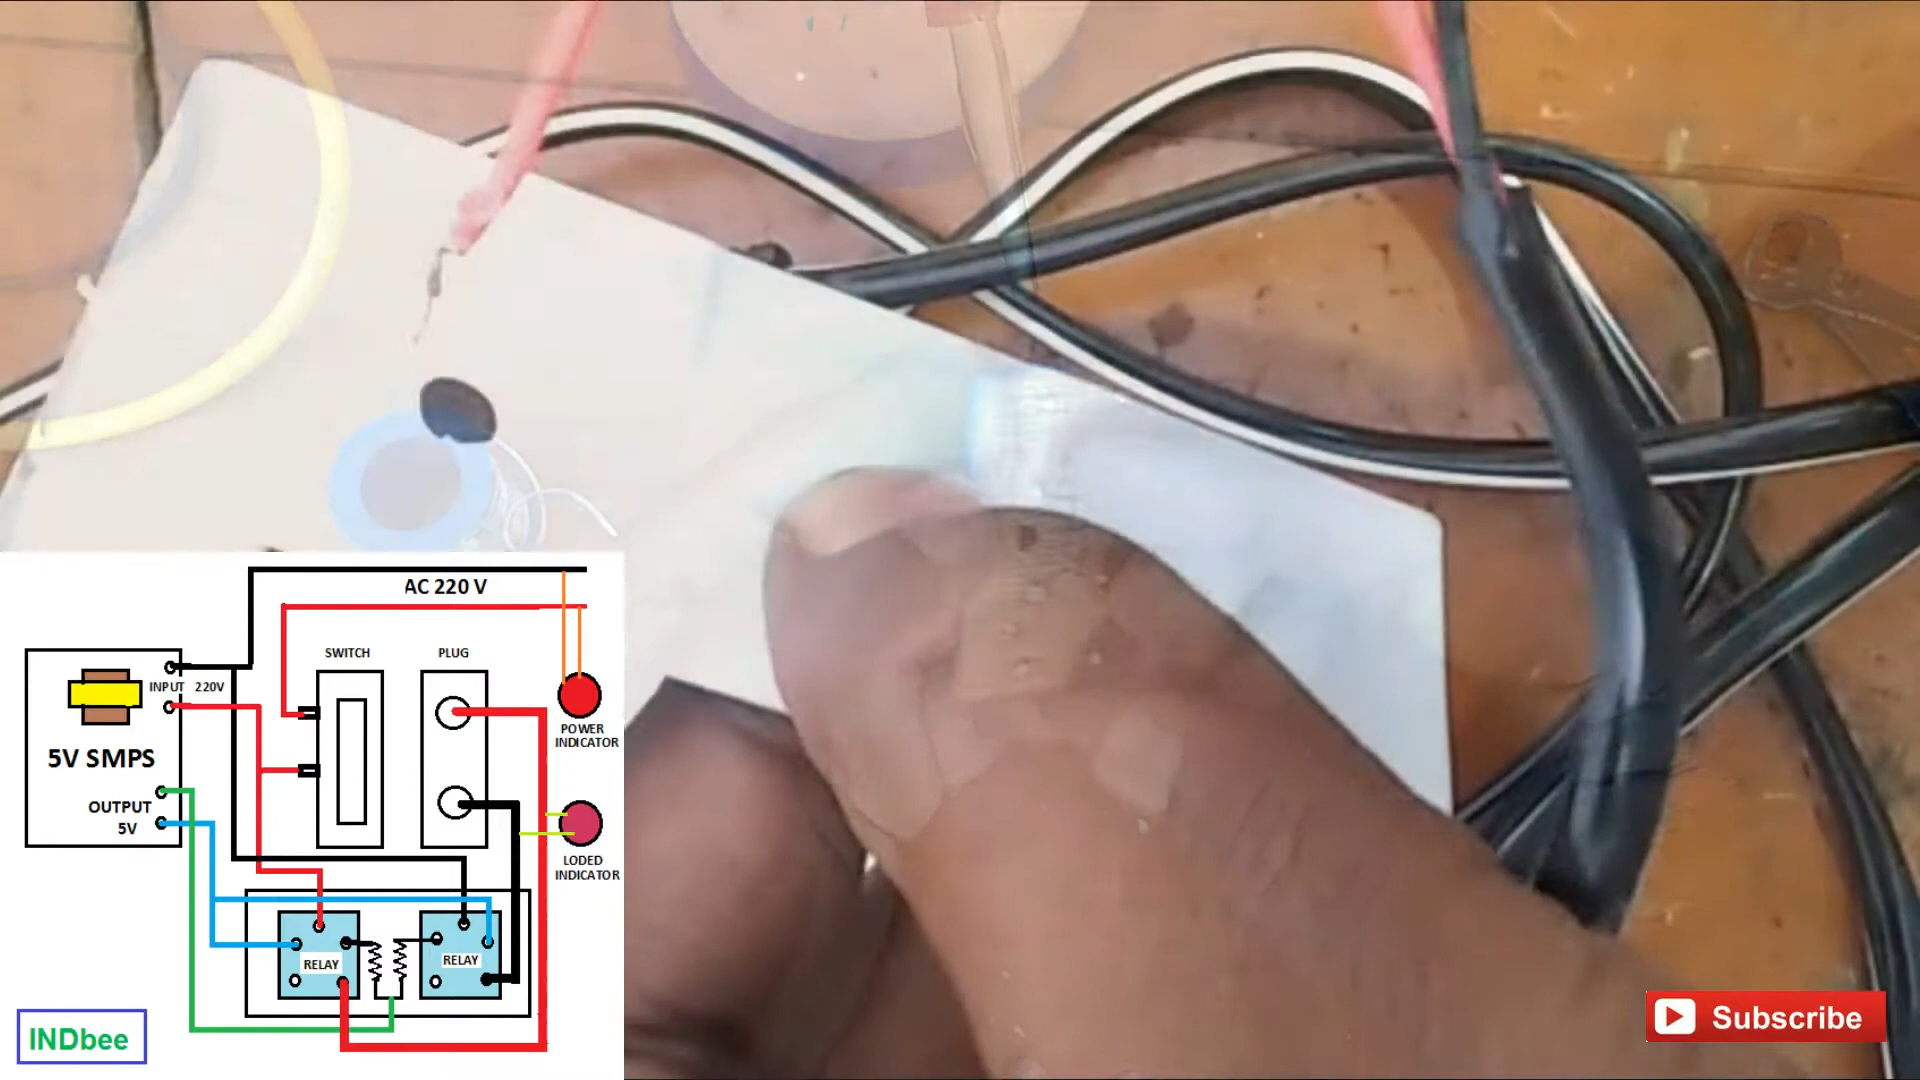 AC 220 V
SWITCH
PLUG
INPUT 220V
5V SMPS
OUTPUT
5V
POWER
INDICATOR
LODED
INDICATOR
RELAY
RELAY
INDbee
Subscribe